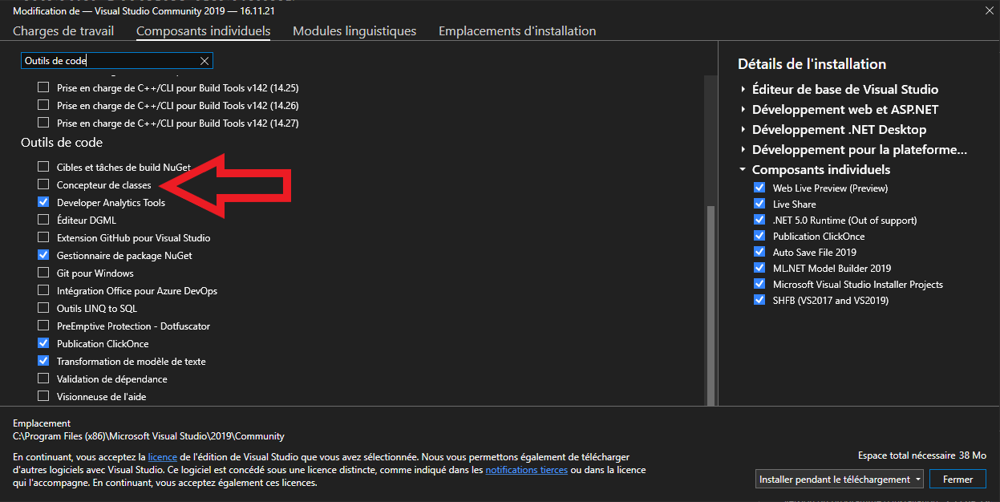 Modification de — Visual Studio Community 2019 — 16.11.21
Charges de travail
Composants individuels
Modules linguistiques
Emplacements d'installation
Outils de code
Prise en charge de C++/CLI pour Build Tools v142 (14.25)
Prise en charge de C++/CLI pour Build Tools v142 (14.26)
Prise en charge de C++/CLI pour Build Tools v142 (14.27)
Outils de code
Cibles et tâches de build NuGet
Concepteur de classes
Developer Analytics Tools
Éditeur DGML
Extension GitHub pour Visual Studio
Gestionnaire de package NuGet
Git pour Windows
Intégration Office pour Azure DevOps
Outils LINQ to SQL
PreEmptive Protection - Dotfuscator
Publication ClickOnce
Transformation de modèle de texte
Validation de dépendance
Visionneuse de l'aide
Détails de l'installation
Éditeur de base de Visual Studio
Développement web et ASP.NET
Développement .NET Desktop
Développement pour la plateforme...
Composants individuels
Web Live Preview (Preview)
Live Share
.NET 5.0 Runtime (Out of support)
Publication ClickOnce
Auto Save File 2019
ML.NET Model Builder 2019
Microsoft Visual Studio Installer Projects
SHFB (VS2017 and VS2019)
Emplacement
C:\Program Files (x86)\Microsoft Visual Studio\2019\Community
En continuant, vous acceptez la licence de l'édition de Visual Studio que vous avez sélectionnée. Nous vous permettons également de télécharger
d'autres logiciels avec Visual Studio. Ce logiciel est concédé sous une licence distincte, comme indiqué dans les notifications tierces ou dans la licence
qui l'accompagne. En continuant, vous acceptez également ces licences.
Espace total nécessaire 38 Mo
Installer pendant le téléchargement
Fermer